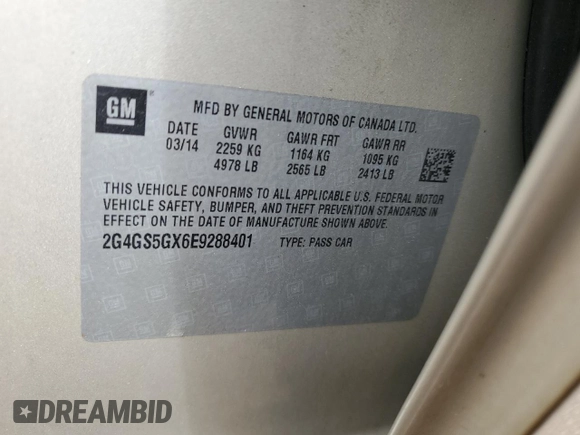 GM
MFD BY GENERAL MOTORS OF CANADA LTD.
DATE GVWR GAWR FRT GAWR RR
03/14 2259 KG 1164 KG 1095 KG
4978 LB 2565 LB 2413 LB
THIS VEHICLE CONFORMS TO ALL APPLICABLE U.S. FEDERAL MOTOR
VEHICLE SAFETY, BUMPER, AND THEFT PREVENTION STANDARDS IN
EFFECT ON THE DATE OF MANUFACTURE SHOWN ABOVE.
2G4GS5GX6E9288401 TYPE: PASS CAR
DREAMBID